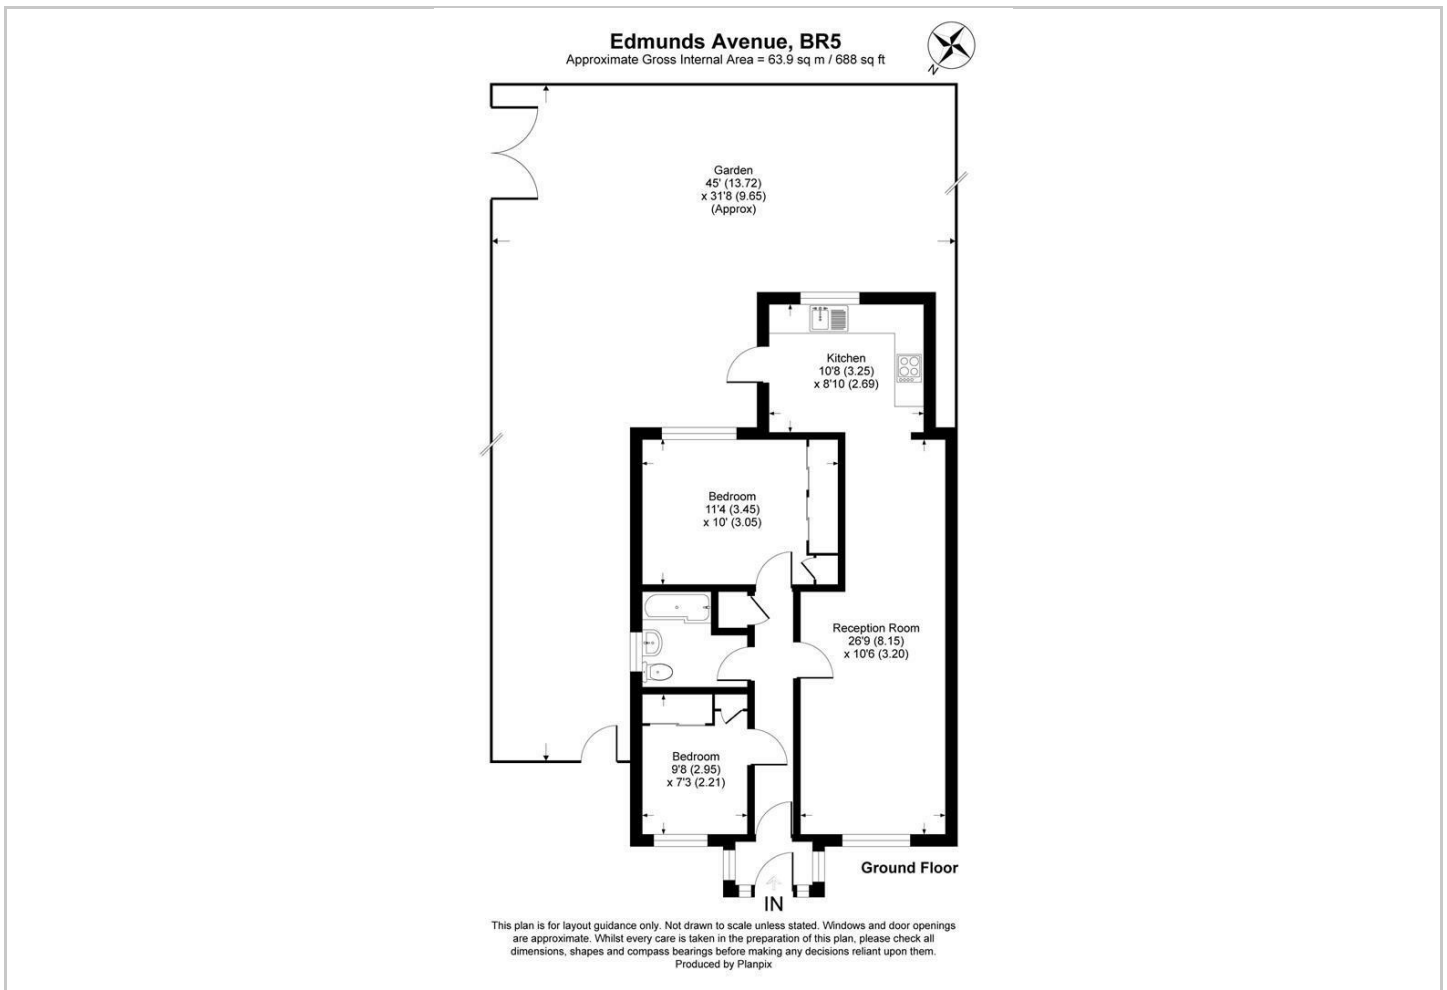 Edmunds Avenue, BR5
Approximate Gross Internal Area = 63.9 sq m / 688 sq ft
N
Garden
45' (13.72)
x 31'8 (9.65)
(Approx)
Kitchen
10'8 (3.25)
x 8'10 (2.69)
Bedroom
11'4 (3.45)
x 10' (3.05)
Reception Room
26'9 (8.15)
x 10'6 (3.20)
Bedroom
9'8 (2.95)
x 7'3 (2.21)
Ground Floor
IN
This plan is for layout guidance only. Not drawn to scale unless stated. Windows and door openings
are approximate. Whilst every care is taken in the preparation of this plan, please check all
dimensions, shapes and compass bearings before making any decisions reliant upon them.
Produced by Planpix